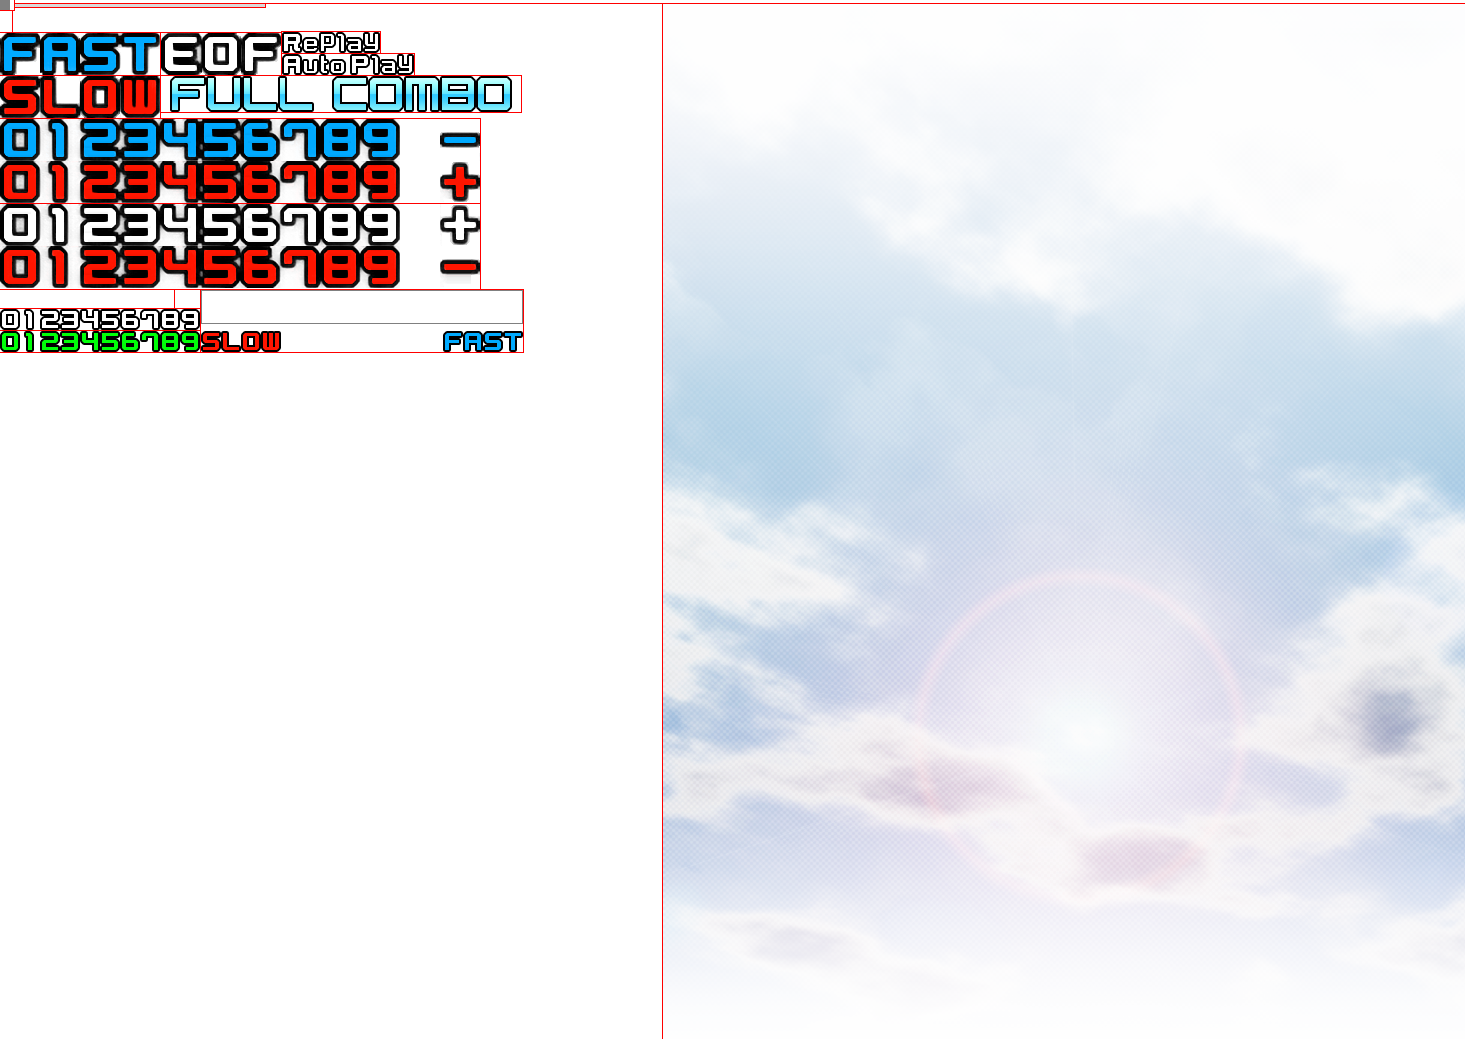 FAST EOF RePlay
Auto Play
SLOW FULL COMBO
0123456789 -
0123456789 +
0123456789 +
0123456789 -
0123456789
0123456789 SLOW FAST